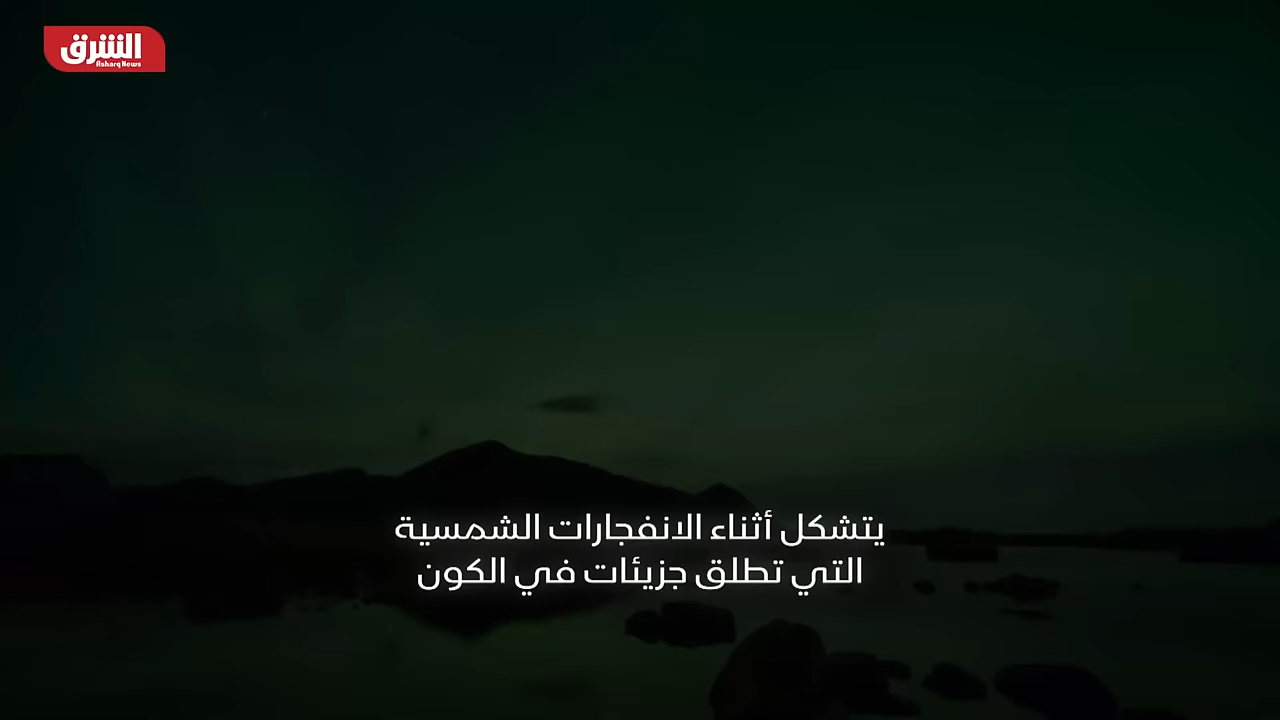 الشرق
Asharq News
يتشكل أثناء الانفجارات الشمسية
التي تطلق جزيئات في الكون